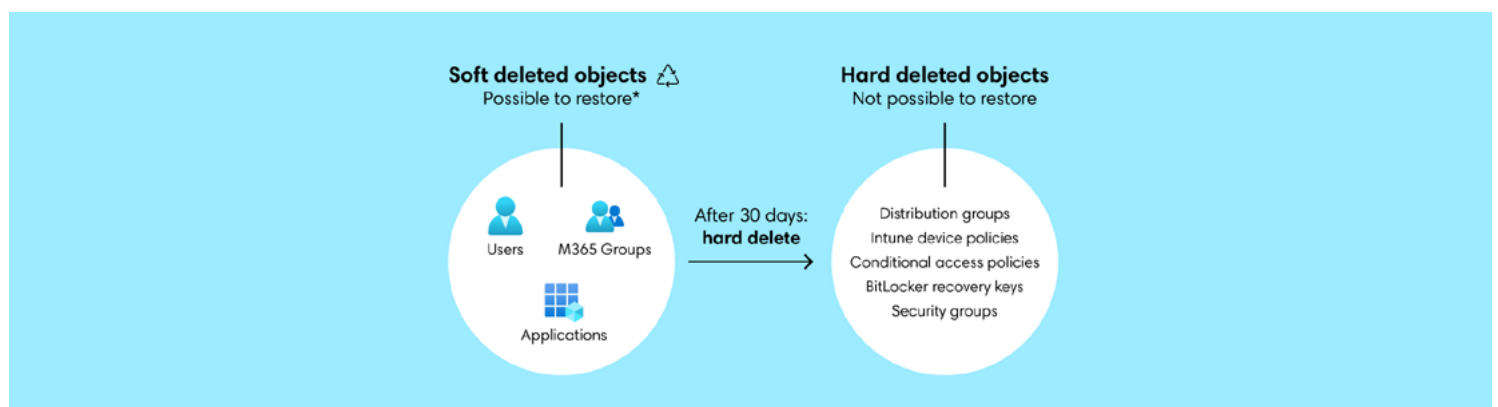 Soft deleted objects
Possible to restore*
Users
M365 Groups
Applications
After 30 days:
hard delete
Hard deleted objects
Not possible to restore
Distribution groups
Intune device policies
Conditional access policies
BitLocker recovery keys
Security groups